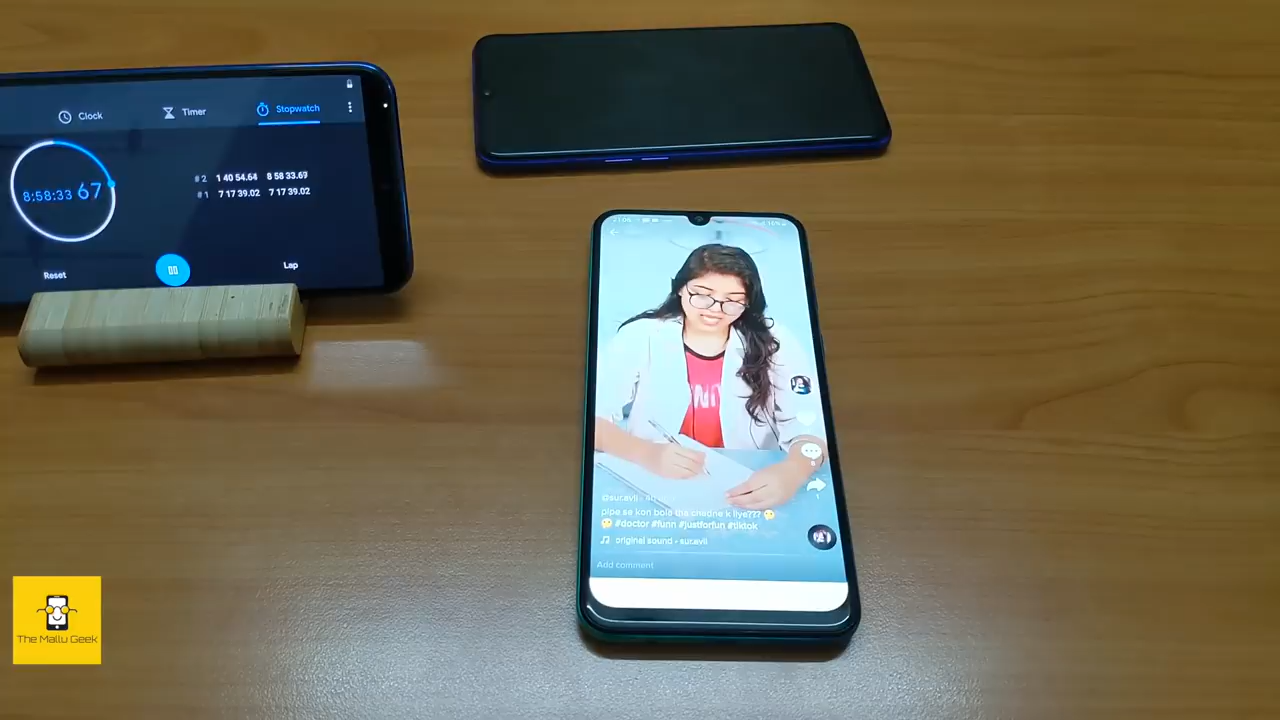 Clock
Timer
Stopwatch
8:58:33 67
# 2 1 40 54.64 8 58 33.69
# 1 7 17 39.02 7 17 39.02
Reset
Lap
@sur.evil
pipe se kon bola tha chadne k liye???
#doctor #funn #justforfun #tiktok
original sound - sur.evil
Add comment
The Mallu Geek